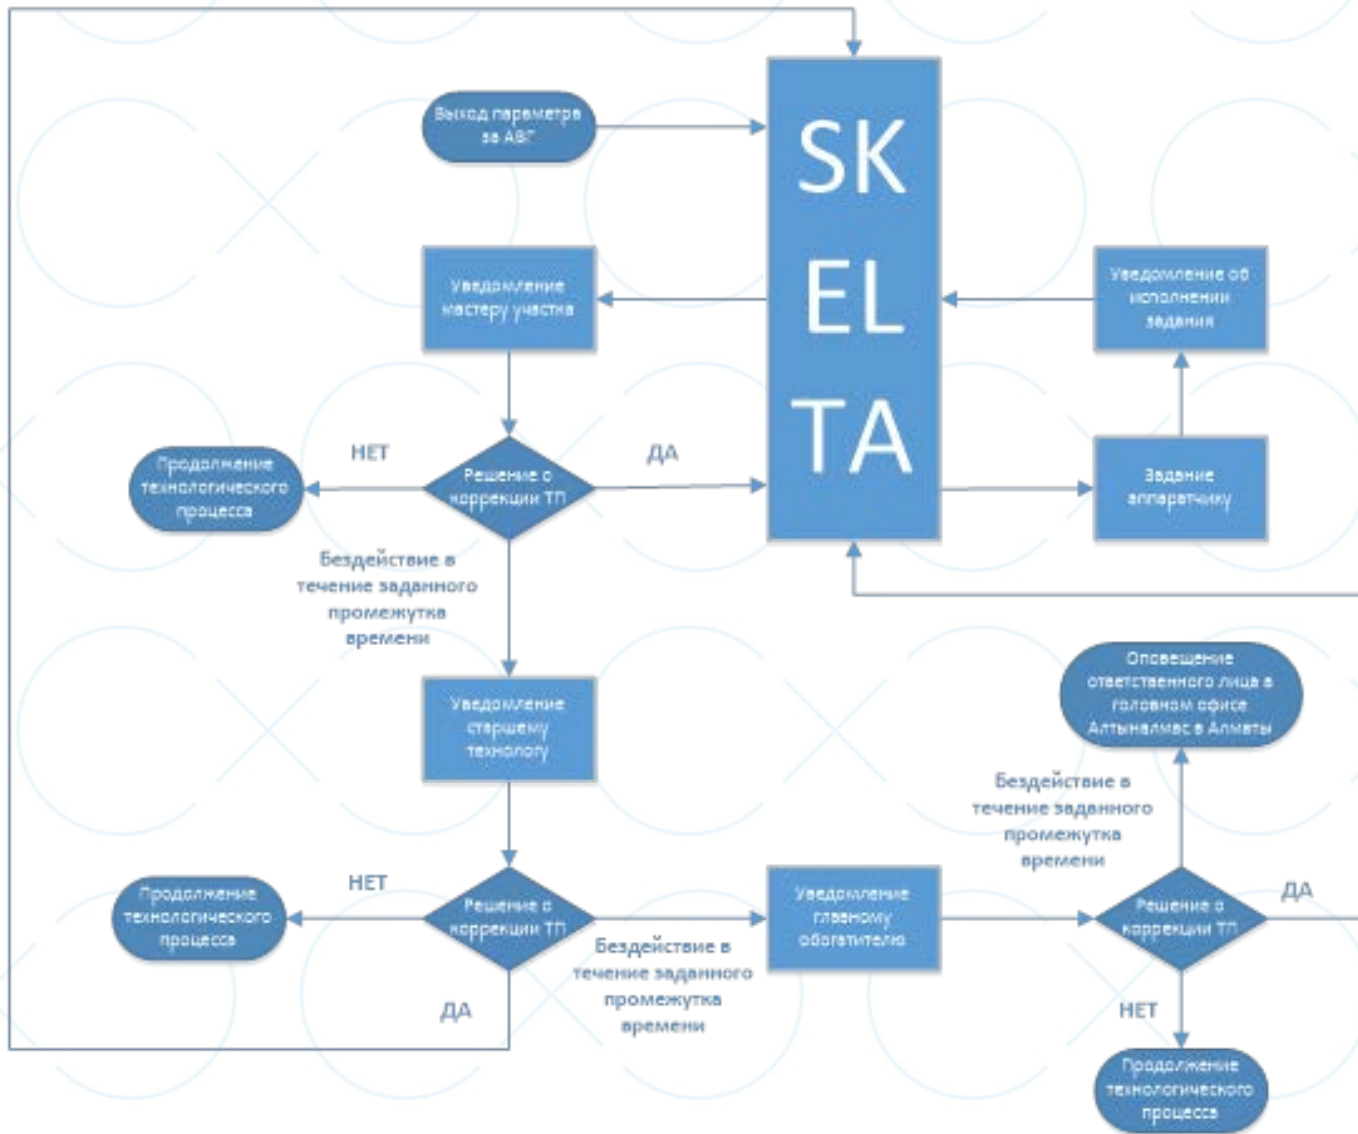 Выход параметра
за АВГ
SK
EL
TA
Уведомление
мастеру участка
Уведомление об
исполнении
задания
НЕТ
ДА
Продолжение
технологического
процесса
Решение о
коррекции ТП
Задание
аппаратчику
Бездействие в
течение заданного
промежутка
времени
Уведомление
старшему
технологу
Оповещение
ответственного лица в
головном офисе
Алтыналмас в Алматы
Бездействие в
течение заданного
промежутка
времени
НЕТ
Продолжение
технологического
процесса
Решение о
коррекции ТП
Бездействие в
течение заданного
промежутка
времени
ДА
Уведомление
главному
обогатителю
Решение о
коррекции ТП
ДА
НЕТ
Продолжение
технологического
процесса